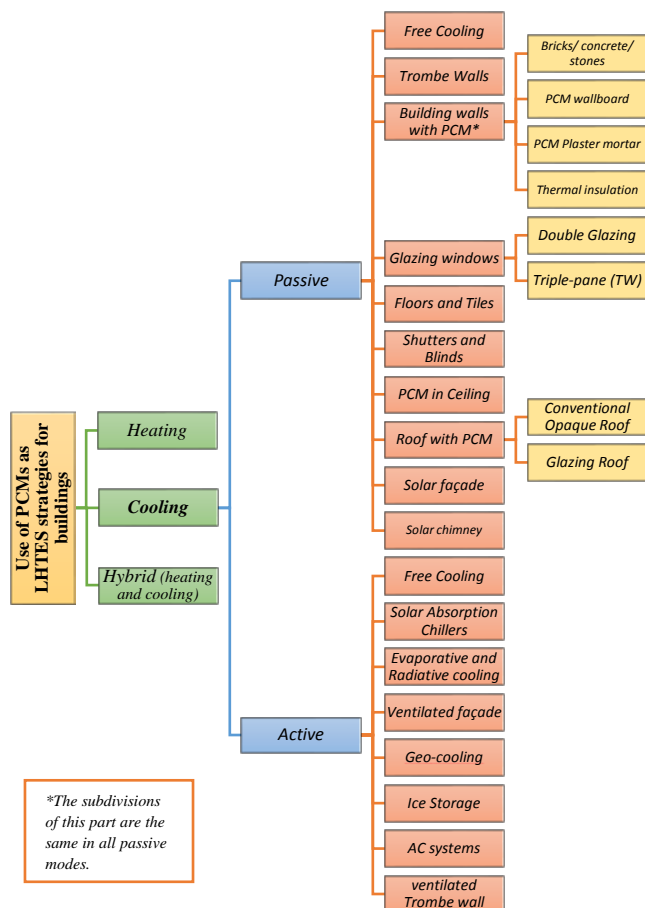 Use of PCMs as
LHTES strategies for
buildings
Heating
Cooling
Hybrid (heating
and cooling)
Passive
Free Cooling
Trombe Walls
Building walls
with PCM*
Bricks/ concrete/
stones
PCM wallboard
PCM Plaster mortar
Thermal insulation
Glazing windows
Double Glazing
Triple-pane (TW)
Floors and Tiles
Shutters and
Blinds
PCM in Ceiling
Roof with PCM
Conventional
Opaque Roof
Glazing Roof
Solar façade
Solar chimney
Active
Free Cooling
Solar Absorption
Chillers
Evaporative and
Radiative cooling
Ventilated façade
Geo-cooling
Ice Storage
AC systems
ventilated
Trombe wall
*The subdivisions
of this part are the
same in all passive
modes.